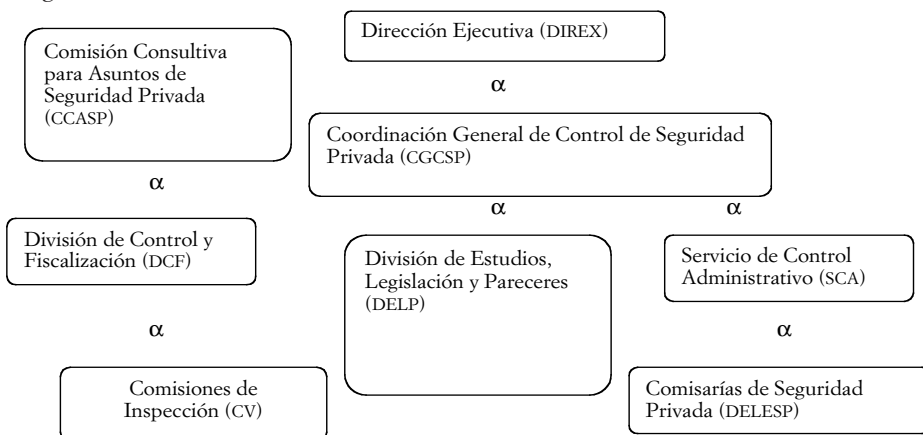 Dirección Ejecutiva (DIREX)
Comisión Consultiva
para Asuntos de
Seguridad Privada
(CCASP)
α
Coordinación General de Control de Seguridad
Privada (CGCSP)
α
α
α
División de Control y
Fiscalización (DCF)
División de Estudios,
Legislación y Pareceres
(DELP)
Servicio de Control
Administrativo (SCA)
α
α
Comisiones de
Inspección (CV)
Comisarías de Seguridad
Privada (DELESP)